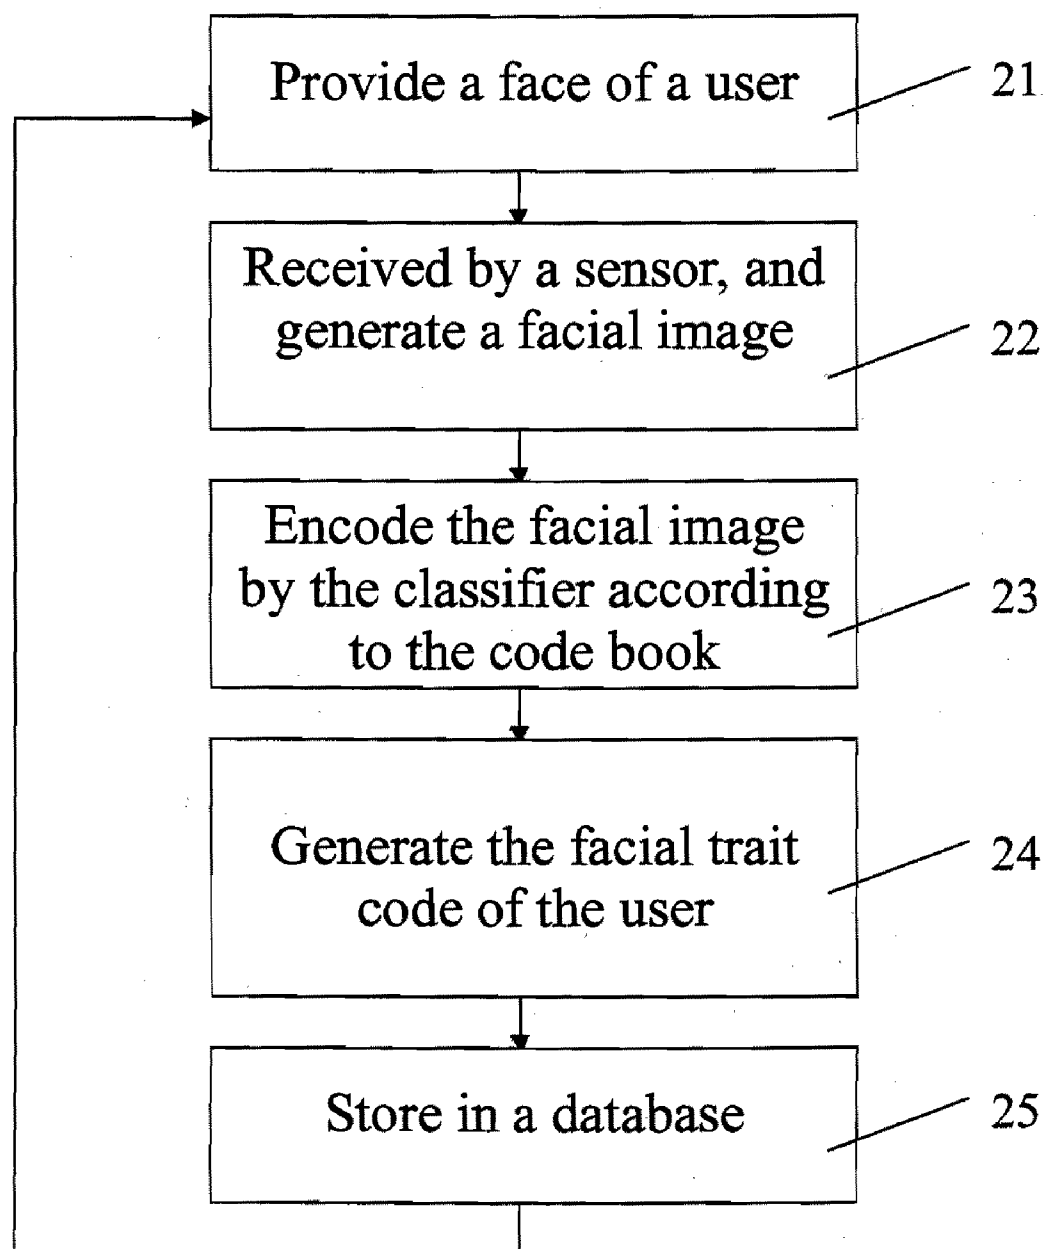 Provide a face of a user
21
Received by a sensor, and
generate a facial image
22
Encode the facial image
by the classifier according
to the code book
23
Generate the facial trait
code of the user
24
Store in a database
25